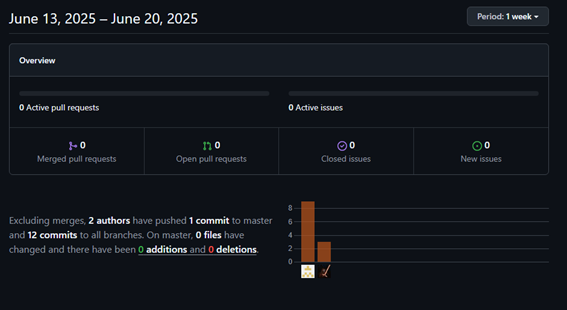 June 13, 2025 – June 20, 2025
Period: 1 week
Overview
0 Active pull requests
0 Active issues
0
Merged pull requests
0
Open pull requests
0
Closed issues
0
New issues
Excluding merges, 2 authors have pushed 1 commit to master
and 12 commits to all branches. On master, 0 files have
changed and there have been 0 additions and 0 deletions.
8
6
4
2
0